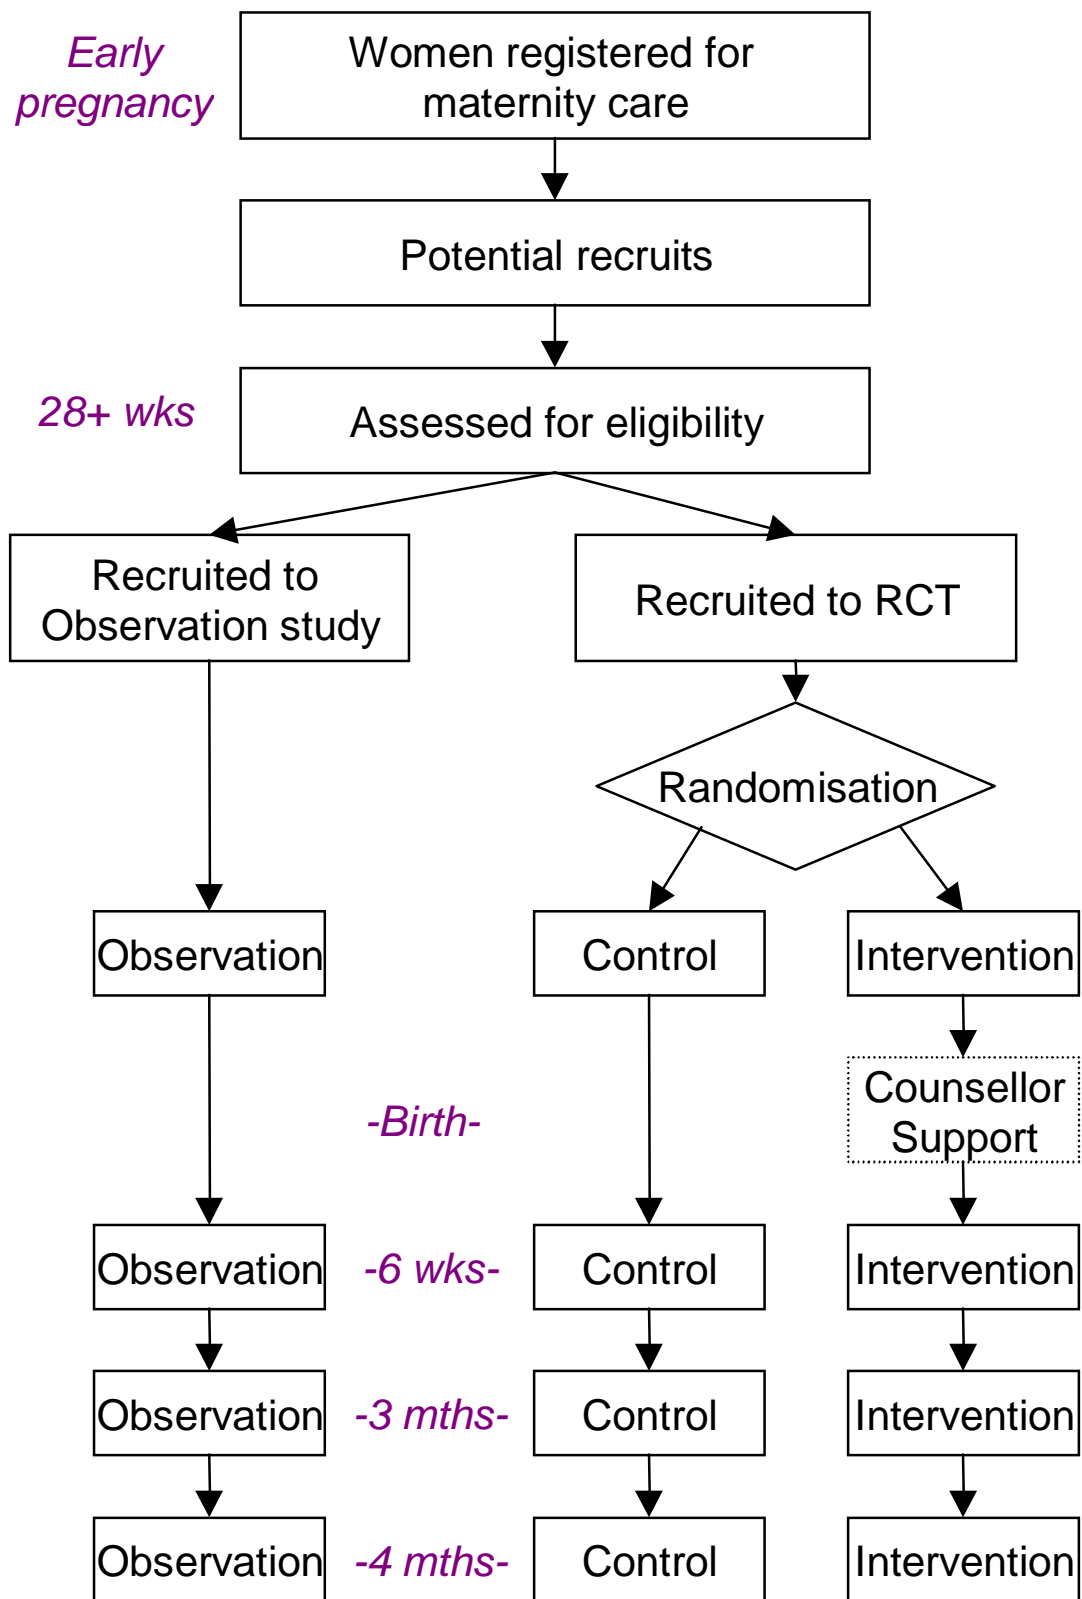 Early
pregnancy
Women registered for
maternity care
Potential recruits
28+ wks
Assessed for eligibility
Recruited to
Observation study
Recruited to RCT
Randomisation
Observation
Control
Intervention
Counsellor
Support
-Birth-
Observation
-6 wks-
Control
Intervention
Observation
-3 mths-
Control
Intervention
Observation
-4 mths-
Control
Intervention